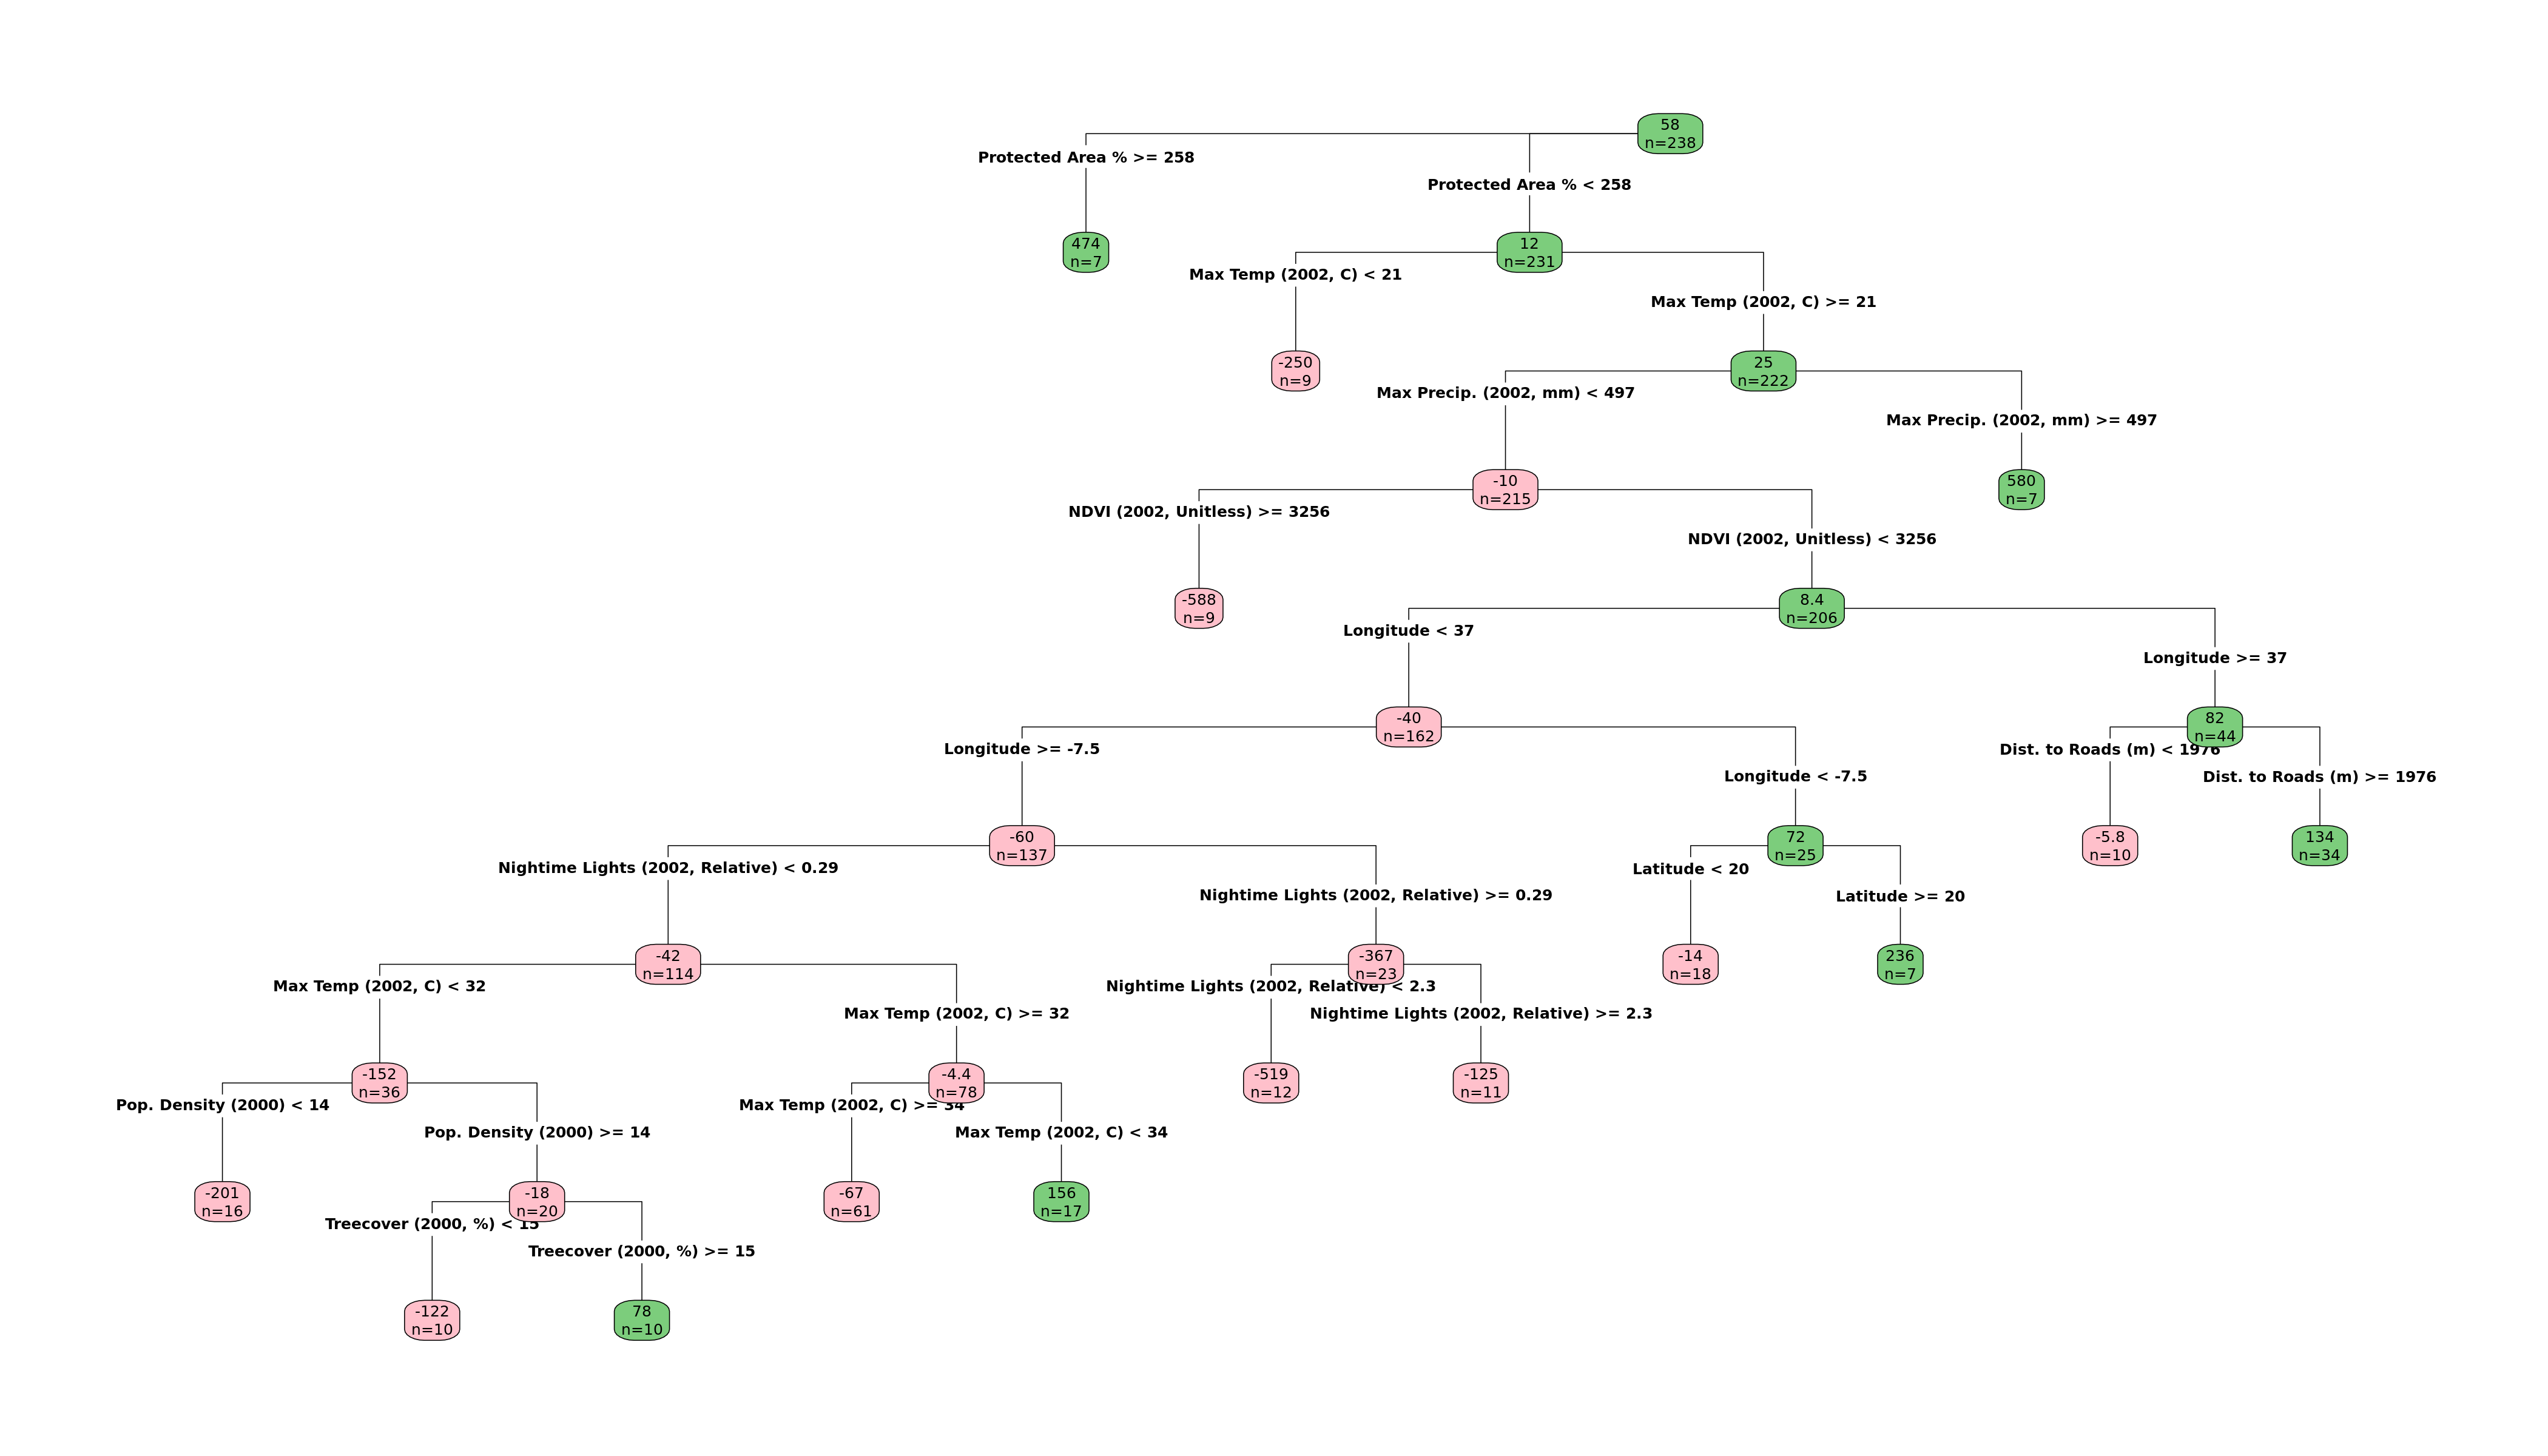 58
n=238
Protected Area % >= 258
Protected Area % < 258
474
n=7
12
n=231
Max Temp (2002, C) < 21
Max Temp (2002, C) >= 21
-250
n=9
25
n=222
Max Precip. (2002, mm) < 497
Max Precip. (2002, mm) >= 497
-10
n=215
580
n=7
NDVI (2002, Unitless) >= 3256
NDVI (2002, Unitless) < 3256
-588
n=9
8.4
n=206
Longitude < 37
Longitude >= 37
-40
n=162
82
n=44
Longitude >= -7.5
Dist. to Roads (m) < 1976
Longitude < -7.5
Dist. to Roads (m) >= 1976
-60
n=137
72
n=25
-5.8
n=10
134
n=34
Nightime Lights (2002, Relative) < 0.29
Latitude < 20
Nightime Lights (2002, Relative) >= 0.29
Latitude >= 20
-42
n=114
-367
n=23
-14
n=18
236
n=7
Max Temp (2002, C) < 32
Nightime Lights (2002, Relative) < 2.3
Max Temp (2002, C) >= 32
Nightime Lights (2002, Relative) >= 2.3
-152
n=36
-4.4
n=78
-519
n=12
-125
n=11
Pop. Density (2000) < 14
Max Temp (2002, C) >= 34
Pop. Density (2000) >= 14
Max Temp (2002, C) < 34
-201
n=16
-18
n=20
-67
n=61
156
n=17
Treecover (2000, %) < 15
Treecover (2000, %) >= 15
-122
n=10
78
n=10